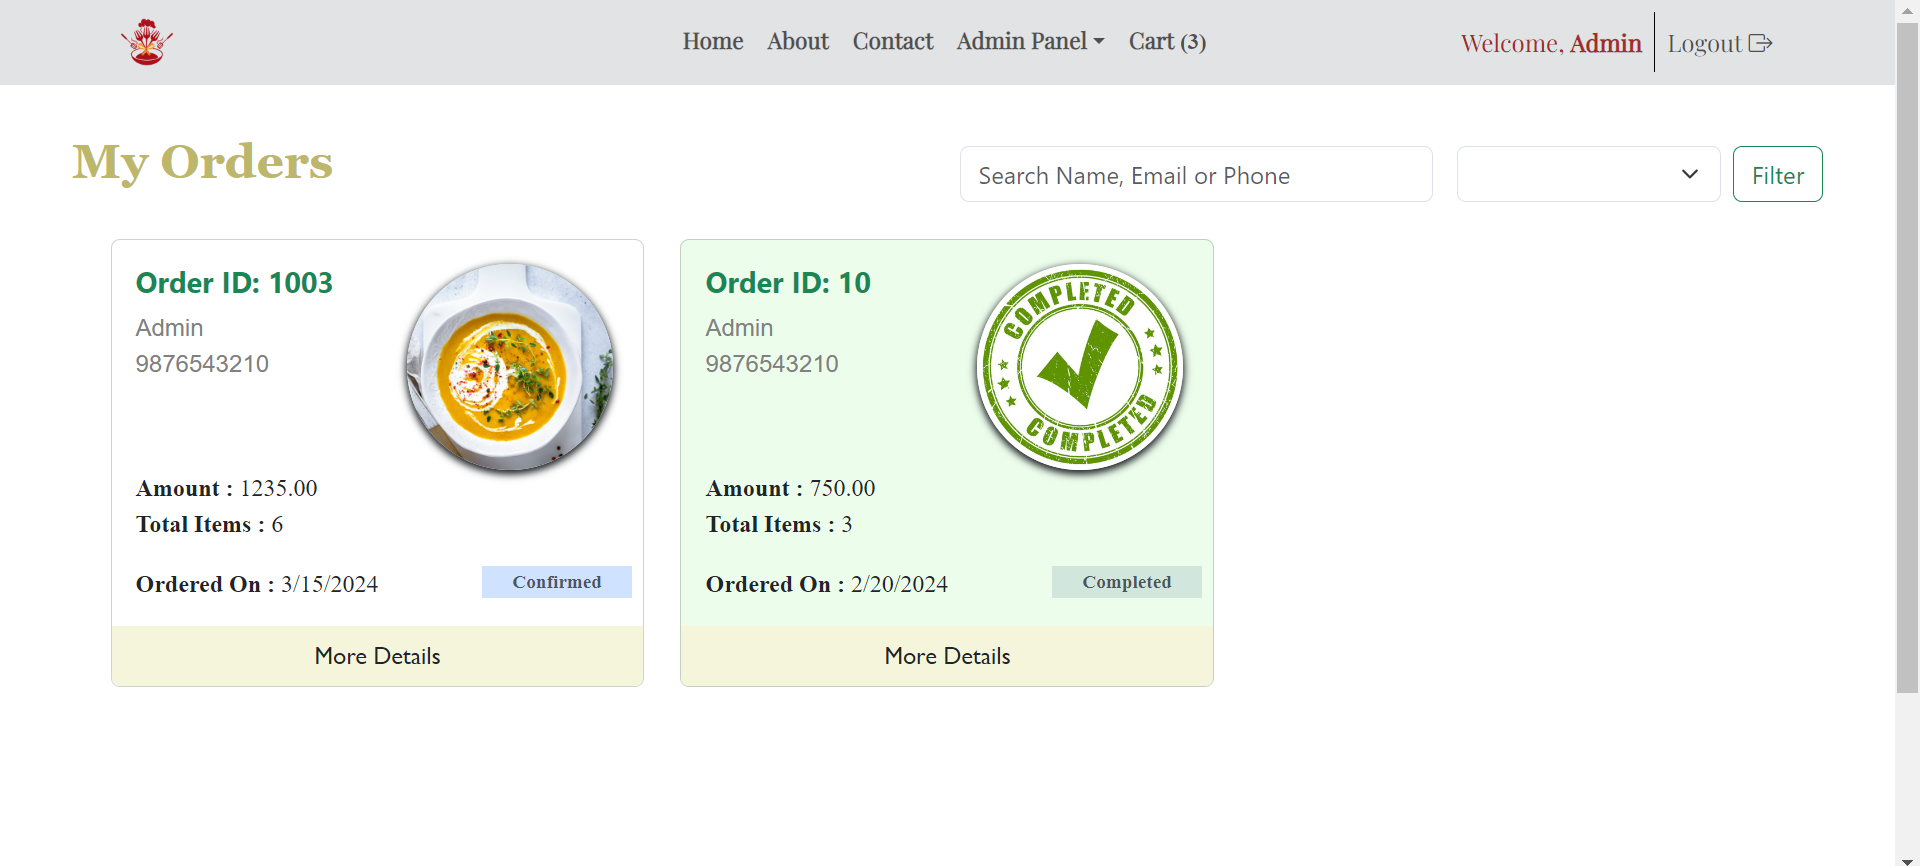 Home About Contact Admin Panel Cart (3) Welcome, Admin Logout
My Orders
Search Name, Email or Phone
Filter
Order ID: 1003
Admin
9876543210
Amount : 1235.00
Total Items : 6
Ordered On : 3/15/2024
Confirmed
More Details
Order ID: 10
Admin
9876543210
COMPLETED
COMPLETED
Amount : 750.00
Total Items : 3
Ordered On : 2/20/2024
Completed
More Details